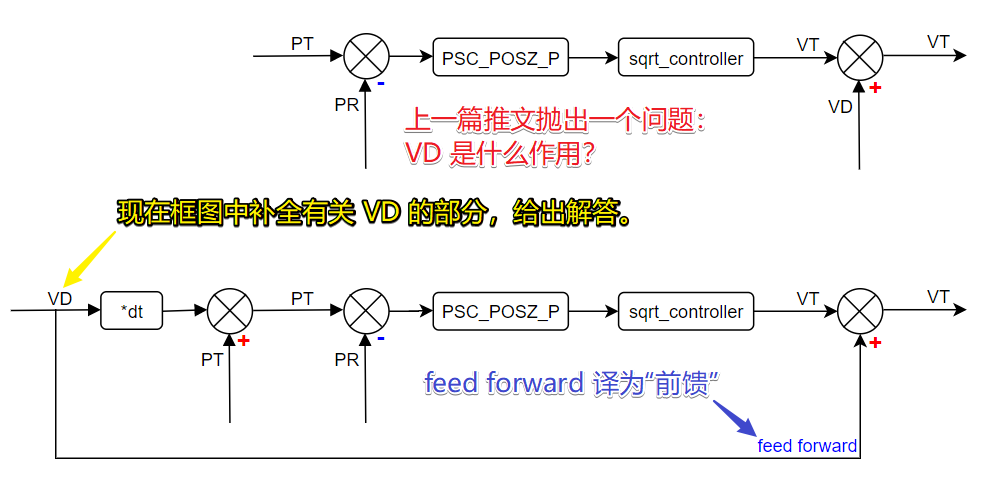 PT
PSC_POSZ_P
sqrt_controller
VT
VT
-
+
PR
VD
上一篇推文抛出一个问题：
VD 是什么作用？
现在框图中补全有关 VD 的部分，给出解答。
VD
*dt
PT
PSC_POSZ_P
sqrt_controller
VT
VT
+
-
+
PT
PR
feed forward 译为“前馈”
feed forward